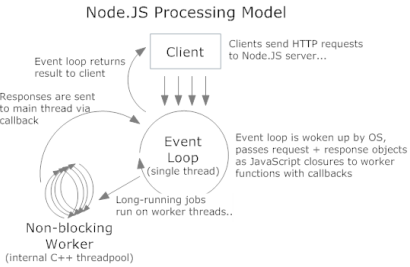 Node.JS Processing Model
Client
Clients send HTTP requests
to Node.JS server...
Event loop returns
result to client
Responses are sent
to main thread via
callback
Event
Loop
(single thread)
Event loop is woken up by OS,
passes request + response objects
as JavaScript closures to worker
functions with callbacks
Long-running jobs
run on worker threads..
Non-blocking
Worker
(internal C++ threadpool)